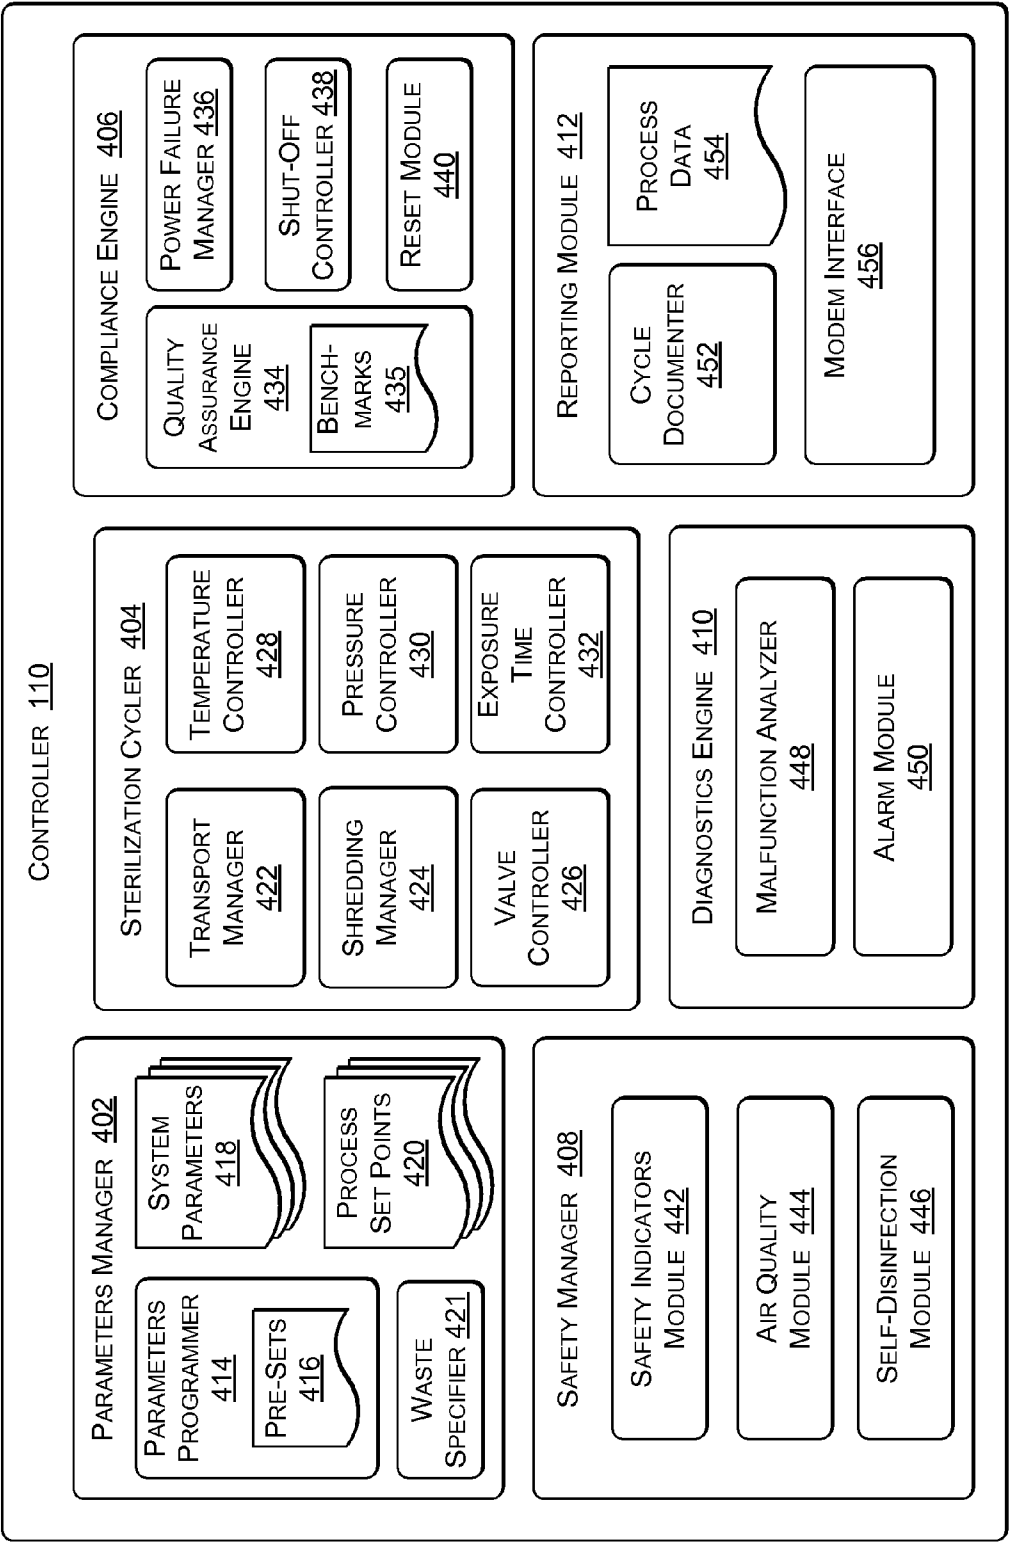 CONTROLLER 110
PARAMETERS MANAGER 402
PARAMETERS
PROGRAMMER
414
PRE-SETS
416
SYSTEM
PARAMETERS
418
WASTE
SPECIFIER 421
PROCESS
SET POINTS
420
STERILIZATION CYCLER 404
TRANSPORT
MANAGER
422
TEMPERATURE
CONTROLLER
428
SHREDDING
MANAGER
424
PRESSURE
CONTROLLER
430
VALVE
CONTROLLER
426
EXPOSURE
TIME
CONTROLLER
432
COMPLIANCE ENGINE 406
QUALITY
ASSURANCE
ENGINE
434
BENCH-
MARKS
435
POWER FAILURE
MANAGER 436
SHUT-OFF
CONTROLLER 438
RESET MODULE
440
SAFETY MANAGER 408
SAFETY INDICATORS
MODULE 442
AIR QUALITY
MODULE 444
SELF-DISINFECTION
MODULE 446
DIAGNOSTICS ENGINE 410
MALFUNCTION ANALYZER
448
ALARM MODULE
450
REPORTING MODULE 412
CYCLE
DOCUMENTER
452
PROCESS
DATA
454
MODEM INTERFACE
456